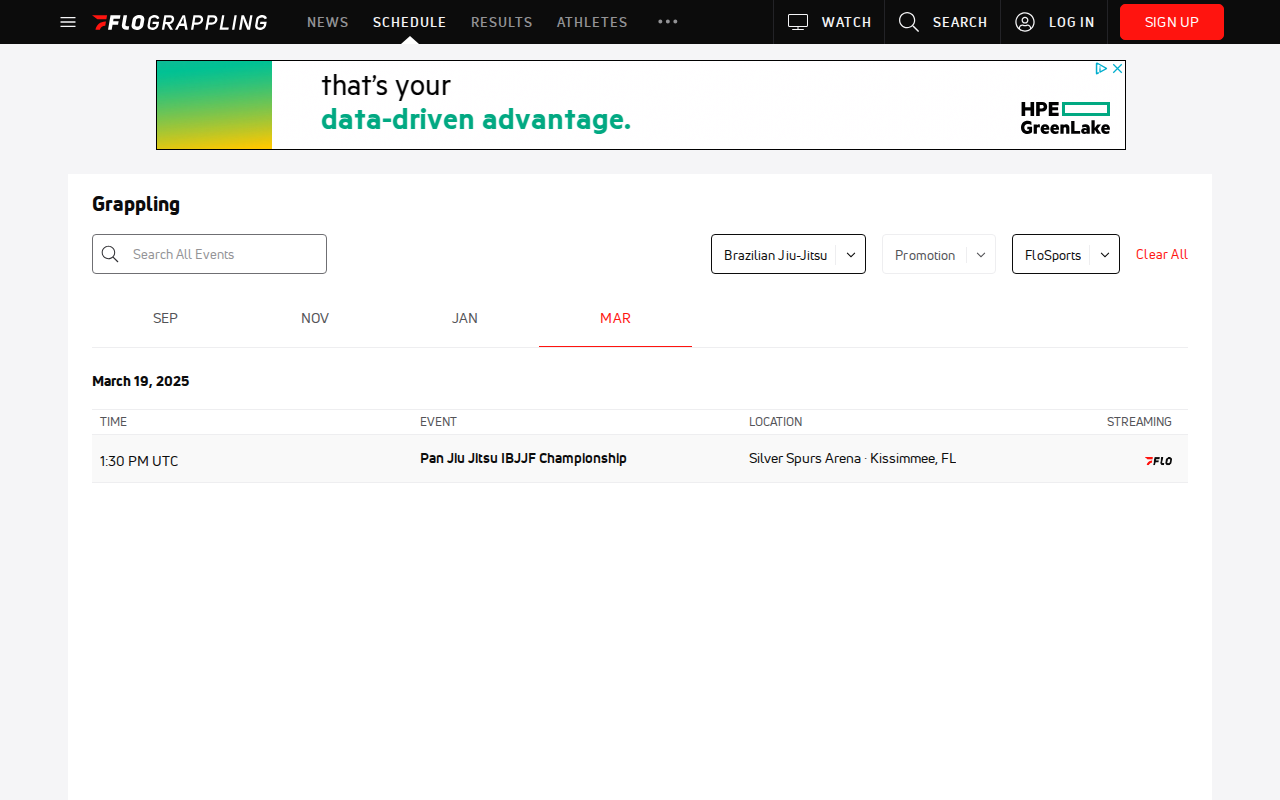 FLOGRAPPLING NEWS SCHEDULE RESULTS ATHLETES WATCH SEARCH LOG IN SIGN UP
that's your
data-driven advantage.
HPE
GreenLake
Grappling
Search All Events Brazilian Jiu-Jitsu Promotion FloSports Clear All
SEP NOV JAN MAR
March 19, 2025
TIME EVENT LOCATION STREAMING
1:30 PM UTC Pan Jiu Jitsu IBJJF Championship Silver Spurs Arena · Kissimmee, FL FLO